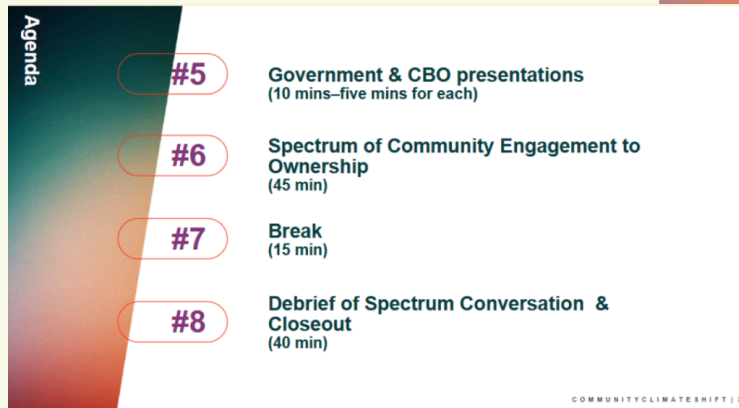 Agenda
#5
Government & CBO presentations
(10 mins–five mins for each)
#6
Spectrum of Community Engagement to
Ownership
(45 min)
#7
Break
(15 min)
#8
Debrief of Spectrum Conversation &
Closeout
(40 min)
COMMUNITYCLIMATESHIFT |